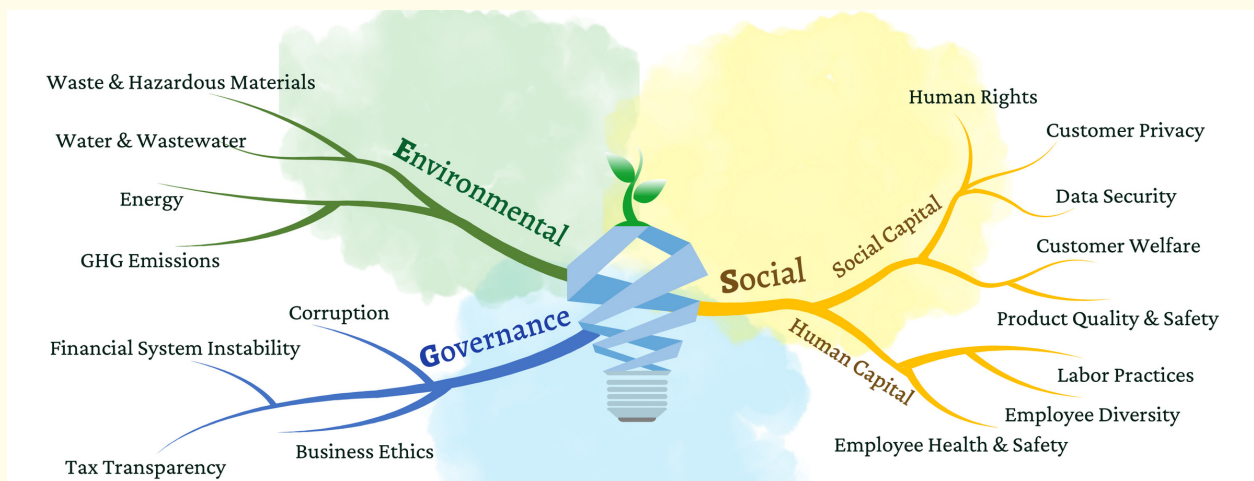 Waste & Hazardous Materials
Water & Wastewater
Energy
GHG Emissions
Environmental
Corruption
Financial System Instability
Tax Transparency
Business Ethics
Governance
Social
Social Capital
Human Rights
Customer Privacy
Data Security
Customer Welfare
Product Quality & Safety
Human Capital
Labor Practices
Employee Diversity
Employee Health & Safety